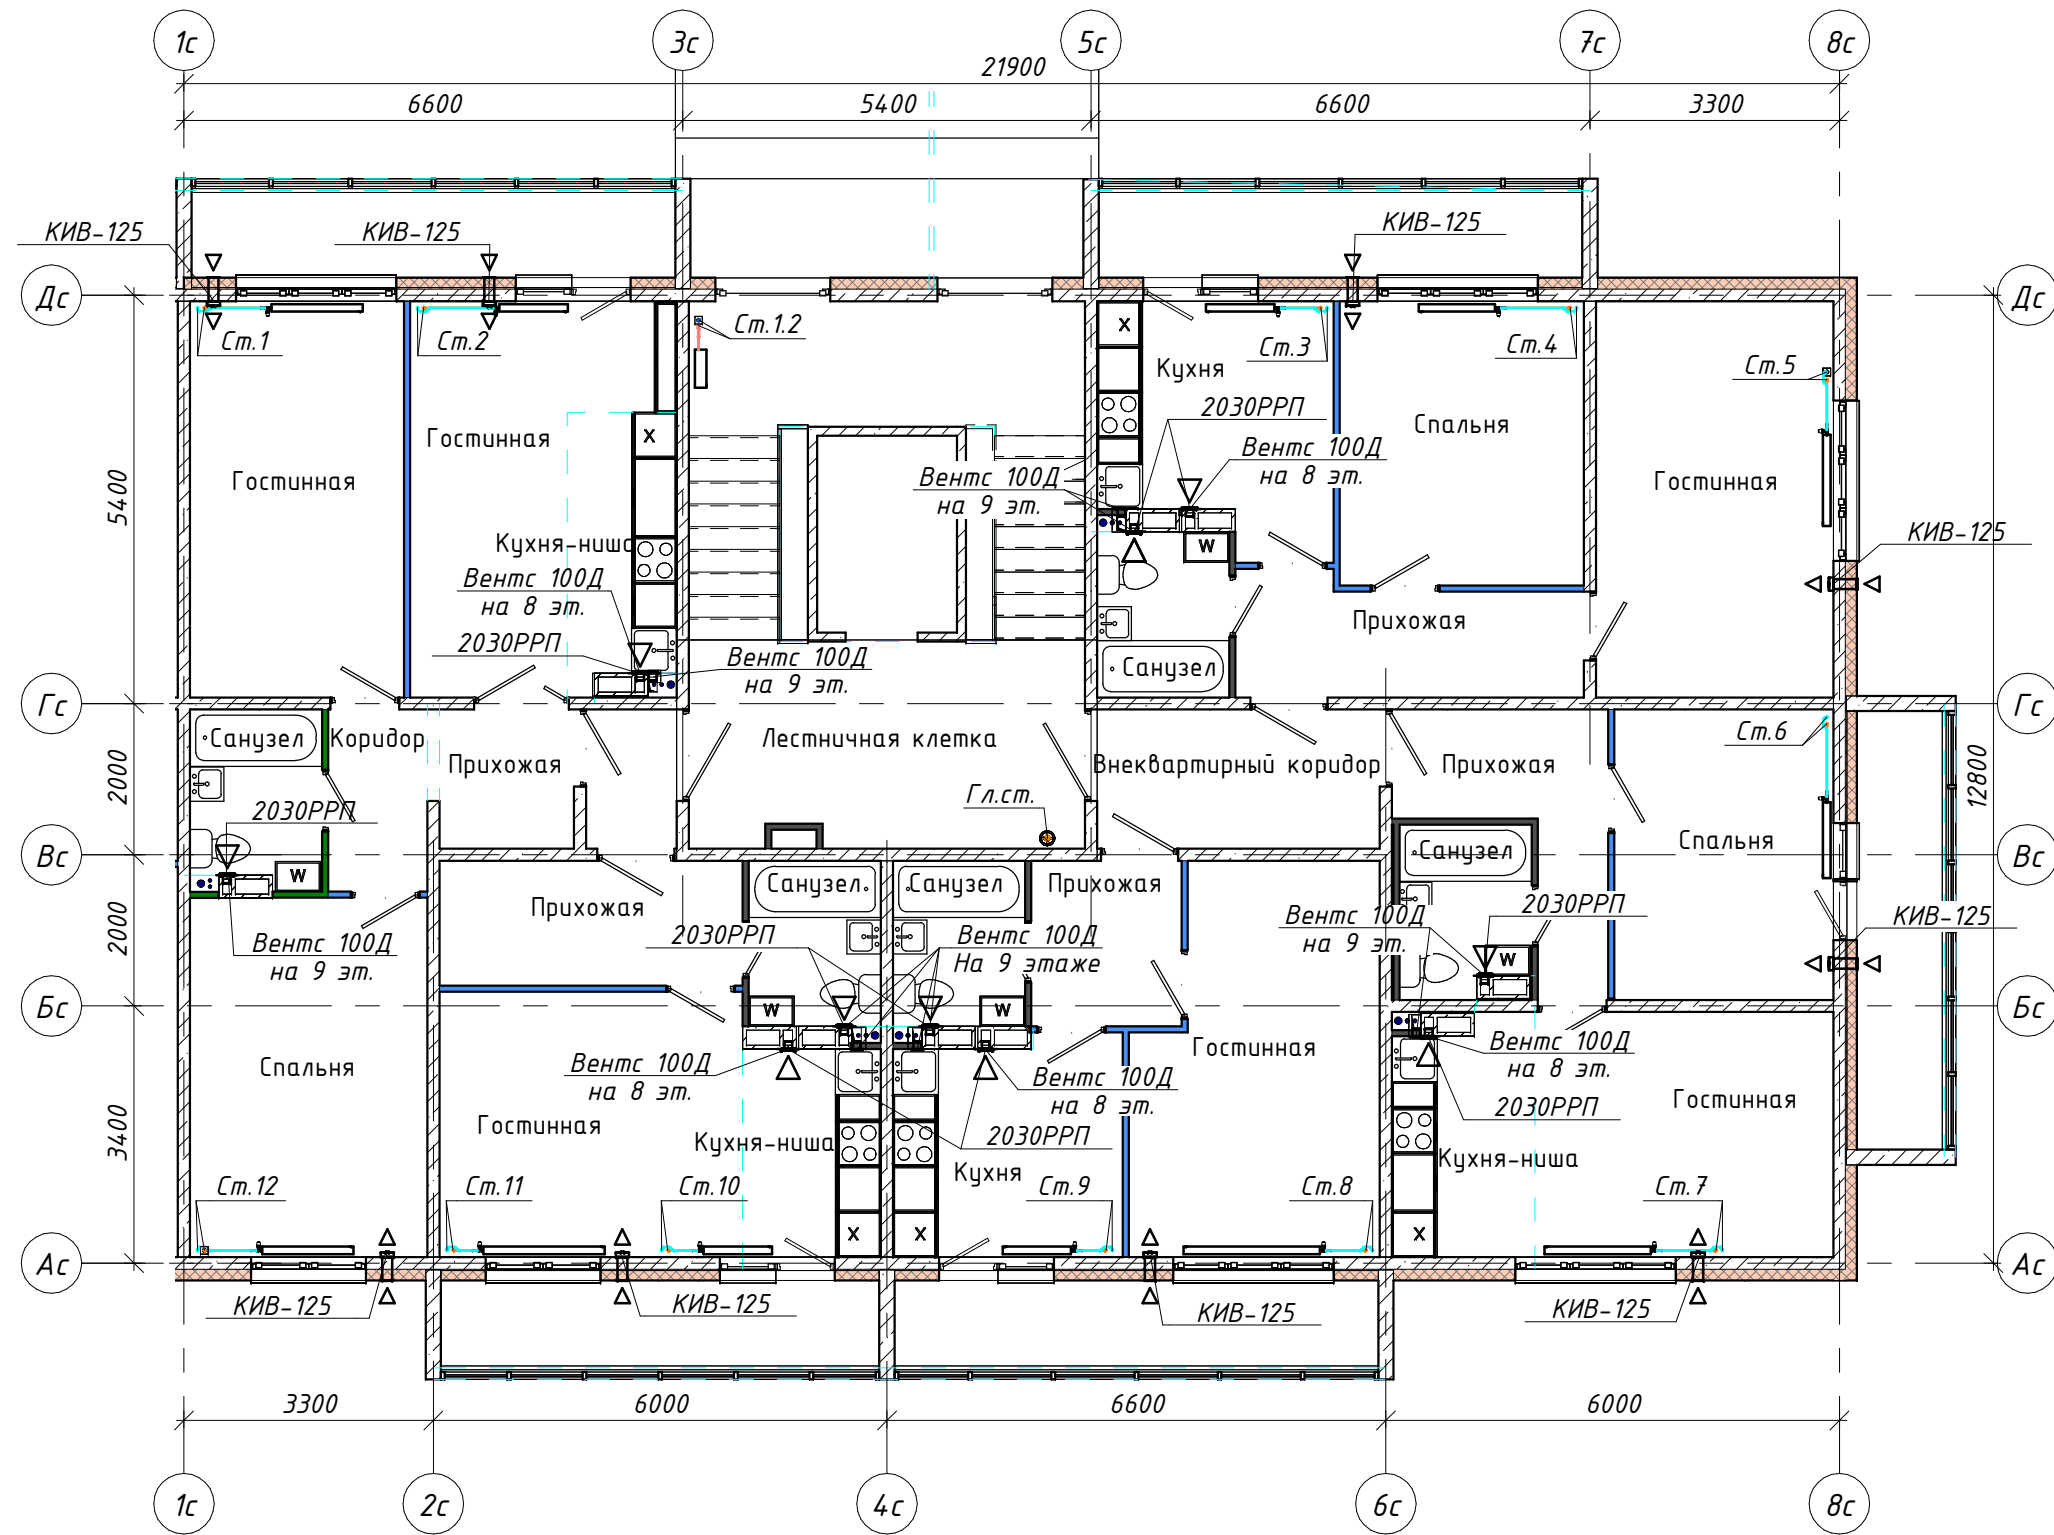 1с
3с
5с
7с
8с
21900
6600
5400
6600
3300
КИВ-125
КИВ-125
КИВ-125
Дс
Дс
Ст.1
Ст.2
Ст.1.2
Ст.3
Ст.4
Ст.5
X
Кухня
2030РРП
Спальня
Гостинная
X
Вентс 100Д
на 8 эт.
Вентс 100Д
на 9 эт.
Гостинная
Гостинная
5400
КИВ-125
Кухня-ниша
W
Вентс 100Д
на 8 эт.
Прихожая
2030РРП
Вентс 100Д
на 9 эт.
Санузел
Гс
Гс
Санузел
Коридор
Лестничная клетка
Ст.6
Прихожая
Внеквартирный коридор
Прихожая
2000
12800
2030РРП
Гл.ст.
Спальня
Вс
Вс
Санузел
W
Санузел
Санузел
Прихожая
Прихожая
2030РРП
Вентс 100Д
на 9 эт.
КИВ-125
2000
Вентс 100Д
на 9 эт.
2030РРП
Вентс 100Д
На 9 этаже
W
Бс
Бс
W
W
Вентс 100Д
на 8 эт.
Гостинная
Спальня
Вентс 100Д
на 8 эт.
Вентс 100Д
на 8 эт.
2030РРП
Гостинная
3400
Гостинная
Кухня-ниша
2030РРП
Кухня
Кухня-ниша
Ст.12
Ст.11
Ст.10
Ст.9
Ст.8
Ст.7
X
X
X
Ас
Ас
КИВ-125
КИВ-125
КИВ-125
КИВ-125
3300
6000
6600
6000
1с
2с
4с
6с
8с